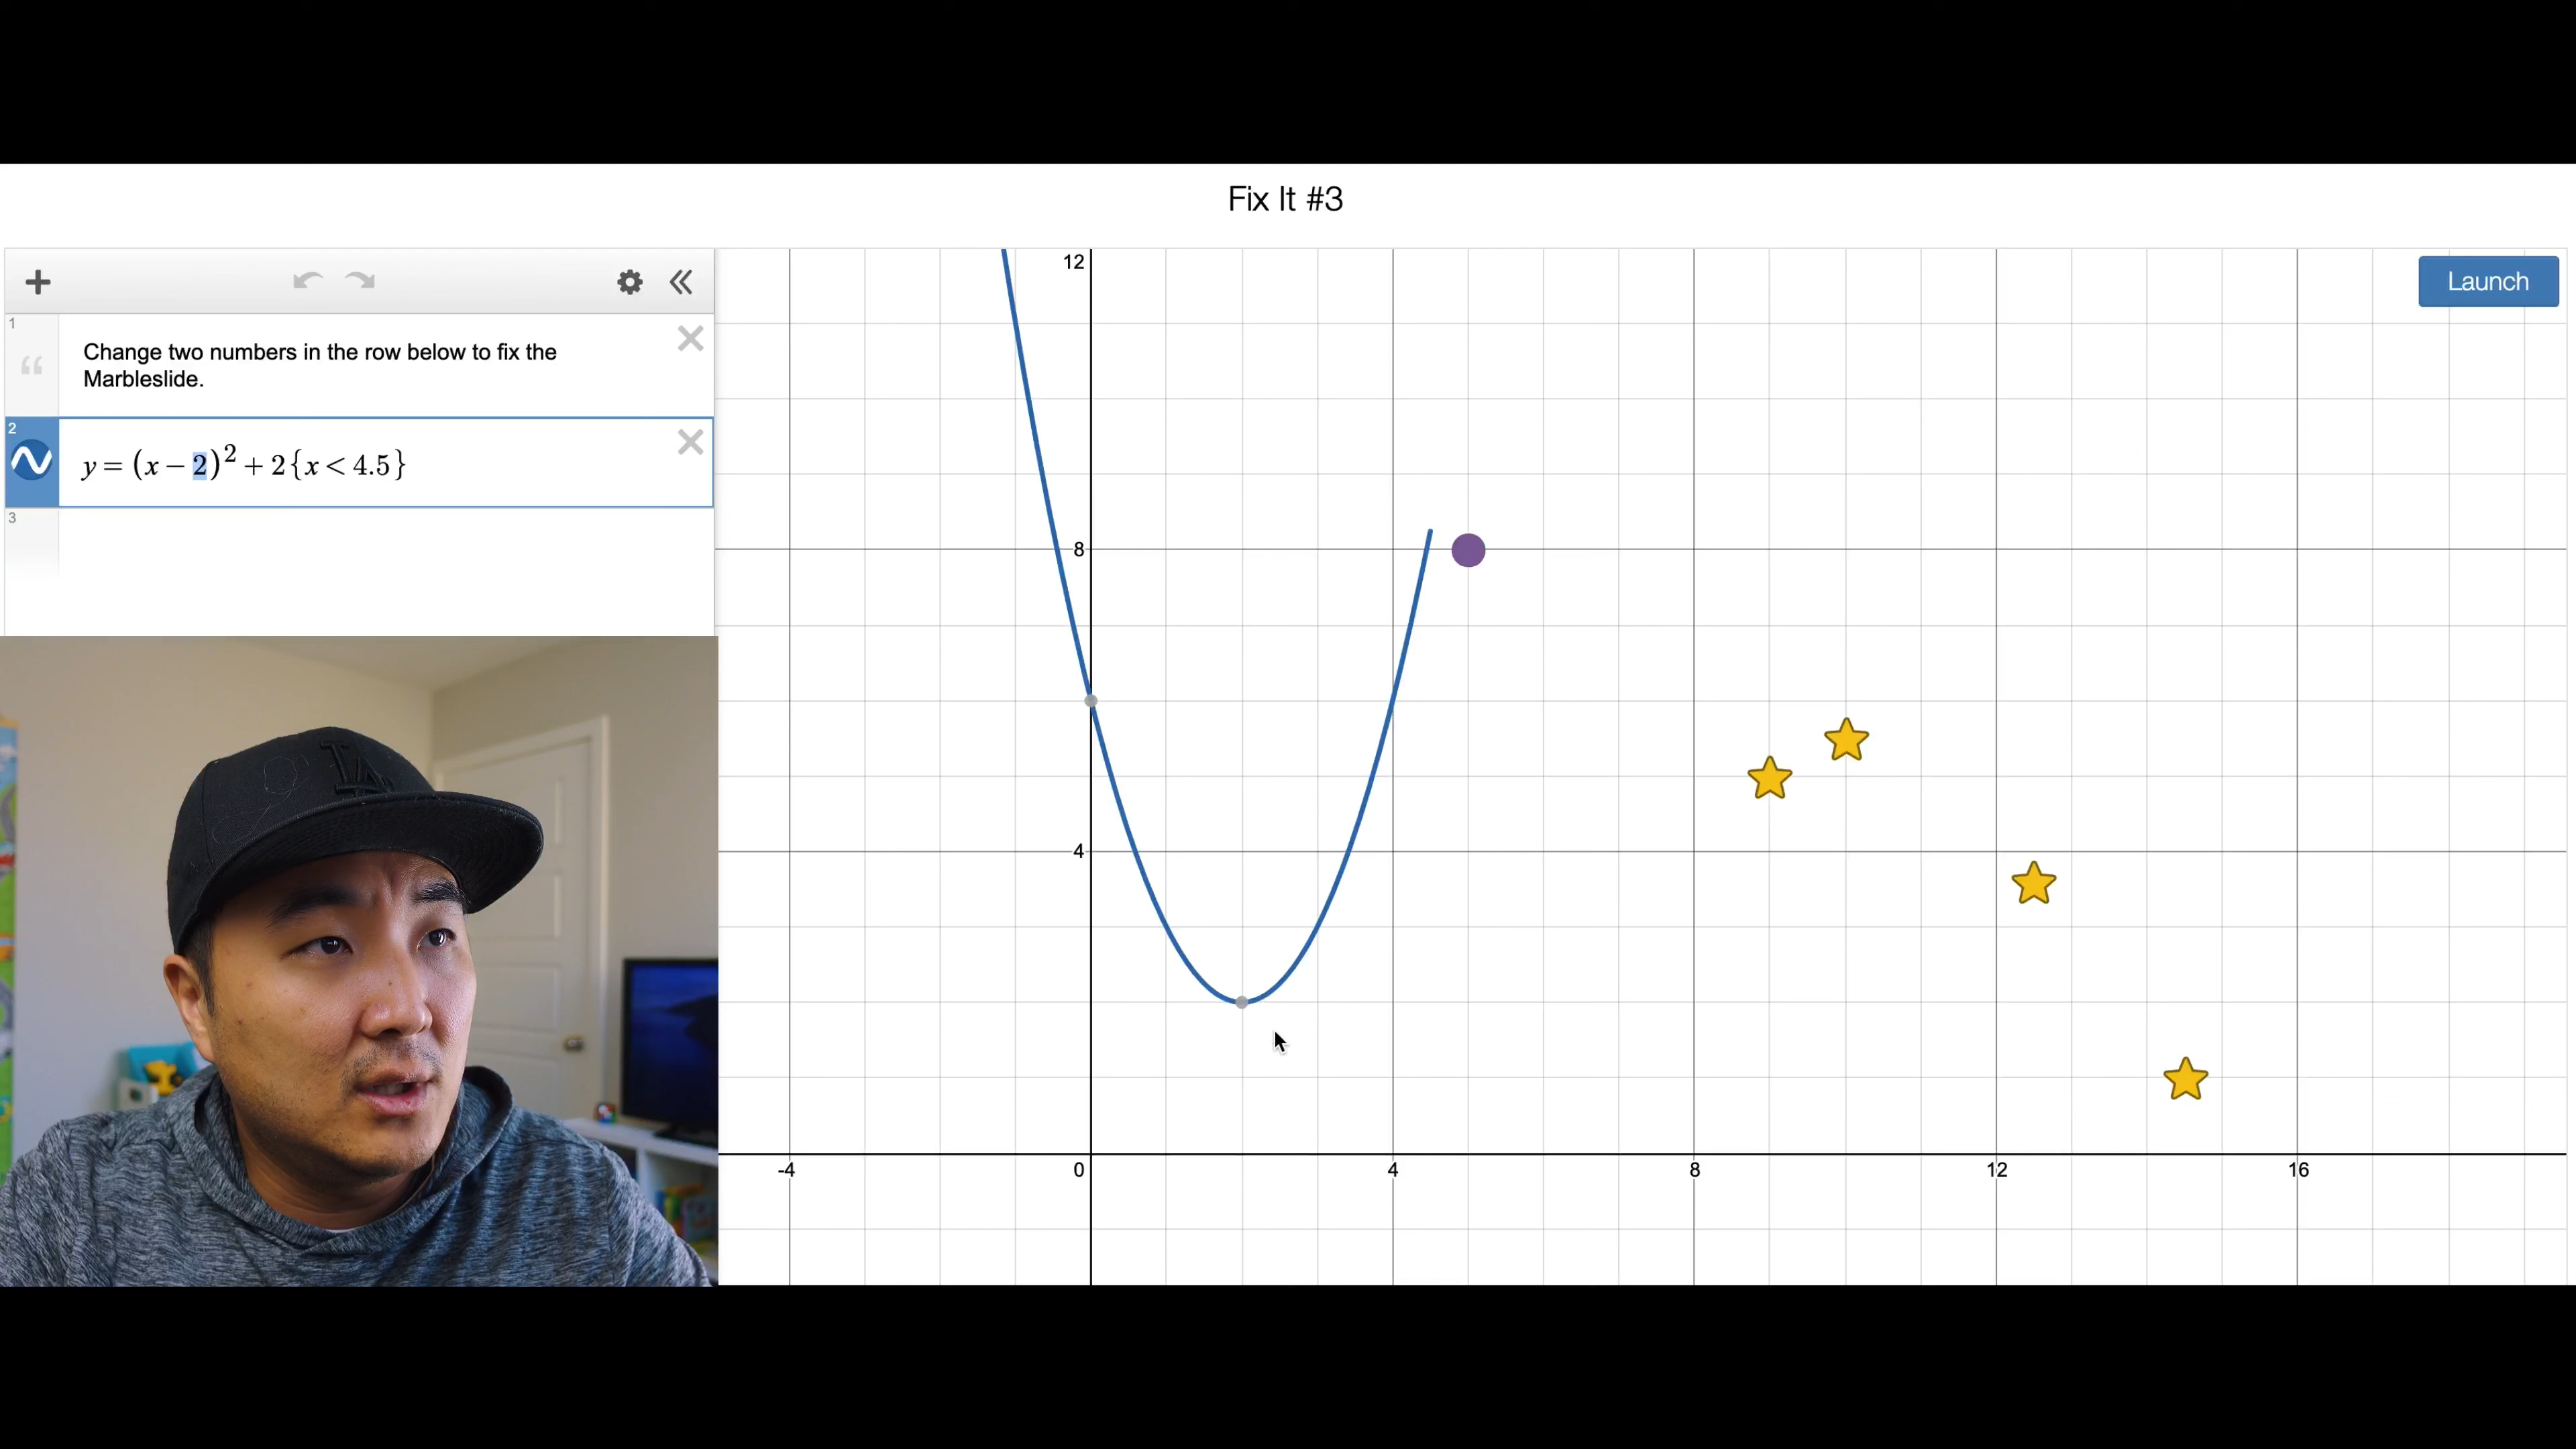 Fix It #3
Launch
1
Change two numbers in the row below to fix the
Marbleslide.
2
y = (x − 2)² + 2{x < 4.5}
3
12
8
4
-4
0
4
8
12
16
LA